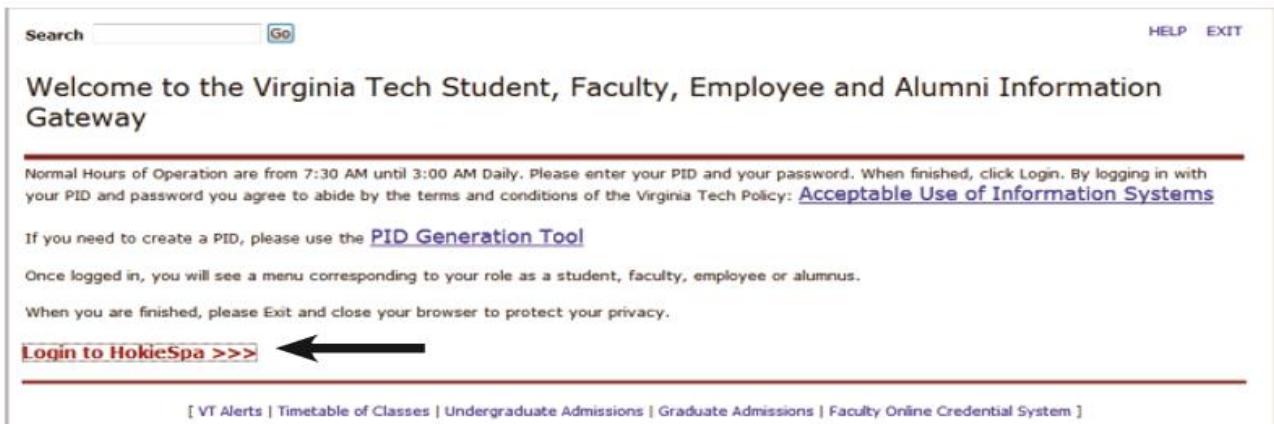 Search Go HELP EXIT
Welcome to the Virginia Tech Student, Faculty, Employee and Alumni Information
Gateway
Normal Hours of Operation are from 7:30 AM until 3:00 AM Daily. Please enter your PID and your password. When finished, click Login. By logging in with
your PID and password you agree to abide by the terms and conditions of the Virginia Tech Policy: Acceptable Use of Information Systems
If you need to create a PID, please use the PID Generation Tool
Once logged in, you will see a menu corresponding to your role as a student, faculty, employee or alumnus.
When you are finished, please Exit and close your browser to protect your privacy.
Login to HokieSpa >>>
[ VT Alerts | Timetable of Classes | Undergraduate Admissions | Graduate Admissions | Faculty Online Credential System ]